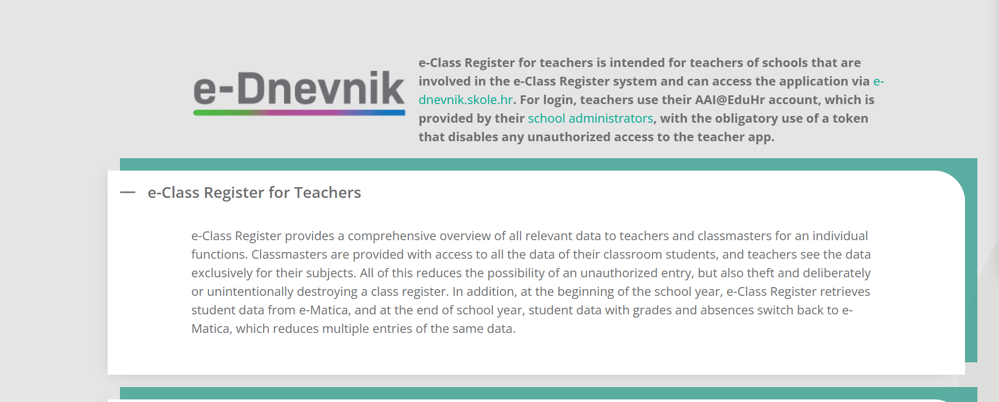 e-Dnevnik
e-Class Register for teachers is intended for teachers of schools that are
involved in the e-Class Register system and can access the application via e-
dnevnik.skole.hr. For login, teachers use their AAI@EduHr account, which is
provided by their school administrators, with the obligatory use of a token
that disables any unauthorized access to the teacher app.
e-Class Register for Teachers
e-Class Register provides a comprehensive overview of all relevant data to teachers and classmasters for an individual
functions. Classmasters are provided with access to all the data of their classroom students, and teachers see the data
exclusively for their subjects. All of this reduces the possibility of an unauthorized entry, but also theft and deliberately
or unintentionally destroying a class register. In addition, at the beginning of the school year, e-Class Register retrieves
student data from e-Matica, and at the end of school year, student data with grades and absences switch back to e-
Matica, which reduces multiple entries of the same data.